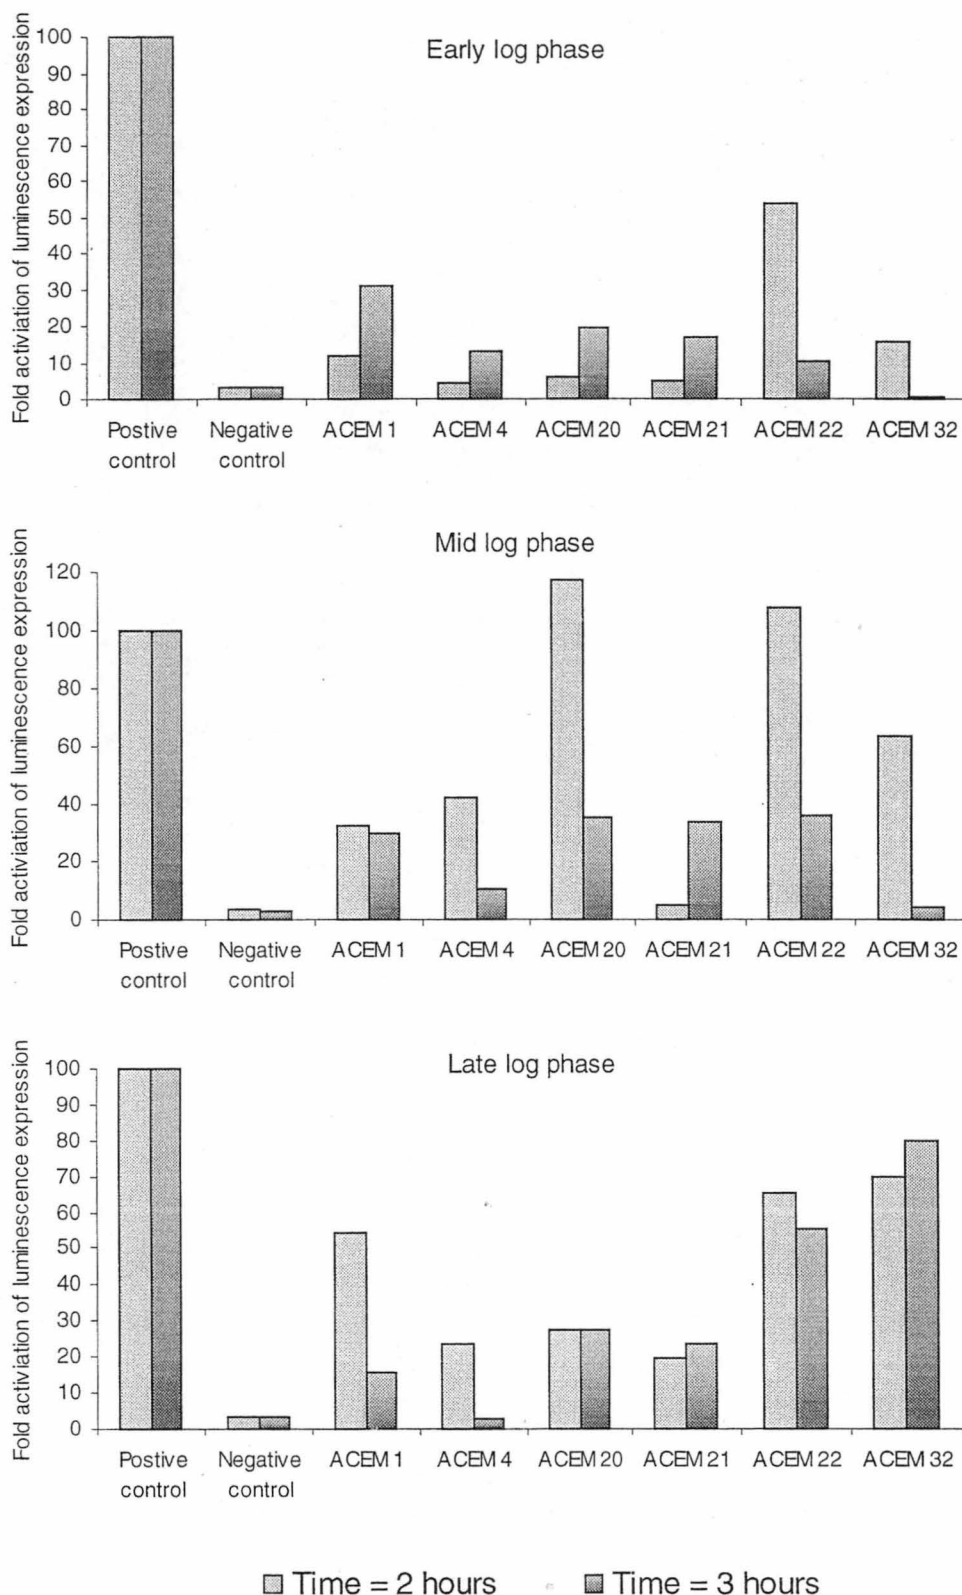 Early log phase
Fold activiation of luminescence expression
100
90
80
70
60
50
40
30
20
10
0
Postive control
Negative control
ACEM 1
ACEM 4
ACEM 20
ACEM 21
ACEM 22
ACEM 32
Mid log phase
Fold activiation of luminescence expression
120
100
80
60
40
20
0
Postive control
Negative control
ACEM 1
ACEM 4
ACEM 20
ACEM 21
ACEM 22
ACEM 32
Late log phase
Fold activiation of luminescence expression
100
90
80
70
60
50
40
30
20
10
0
Postive control
Negative control
ACEM 1
ACEM 4
ACEM 20
ACEM 21
ACEM 22
ACEM 32
Time = 2 hours
Time = 3 hours